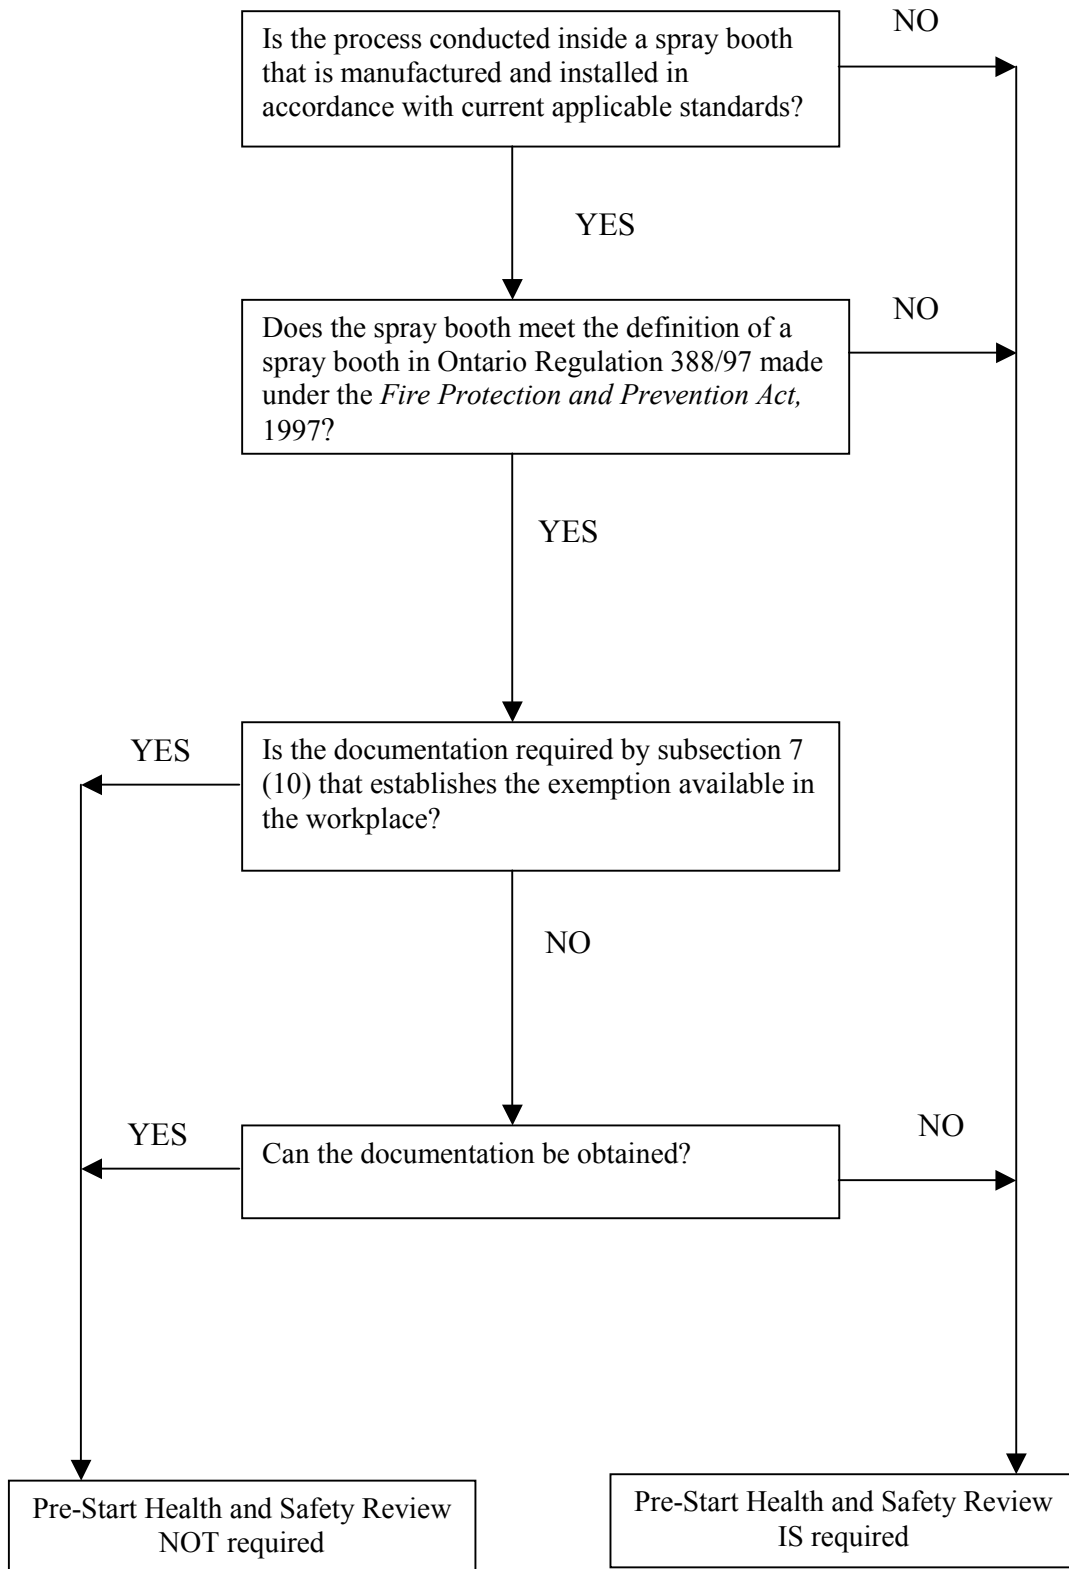 Is the process conducted inside a spray booth
that is manufactured and installed in
accordance with current applicable standards?
NO
YES
Does the spray booth meet the definition of a
spray booth in Ontario Regulation 388/97 made
under the Fire Protection and Prevention Act,
1997?
NO
YES
YES
Is the documentation required by subsection 7
(10) that establishes the exemption available in
the workplace?
NO
YES
Can the documentation be obtained?
NO
Pre-Start Health and Safety Review
NOT required
Pre-Start Health and Safety Review
IS required